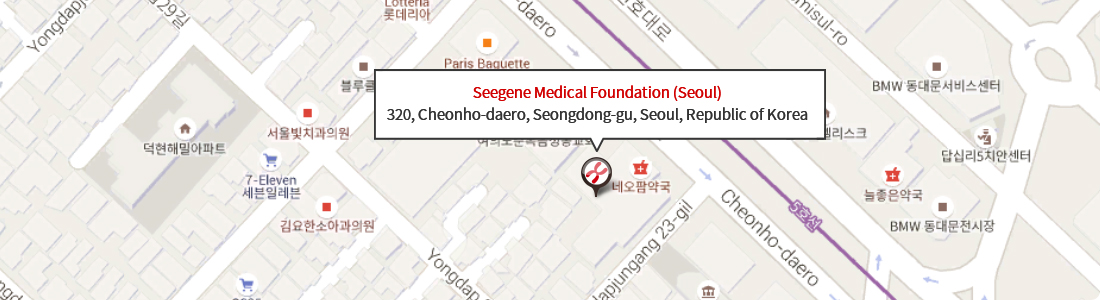 29길
Yongdapj
Lotteria
롯데리아
-daero
천호대로
misul-ro
Paris Baguette
블루클
BMW 동대문서비스센터
Seegene Medical Foundation (Seoul)
320, Cheonho-daero, Seongdong-gu, Seoul, Republic of Korea
서울빛치과의원
덕현해밀아파트
답십리5치안센터
7-Eleven
세븐일레븐
네오팜약국
늘좋은약국
김요한소아과의원
BMW 동대문전시장
5호선
Cheonho-daero
Yongdap
dapjungang 23-gil